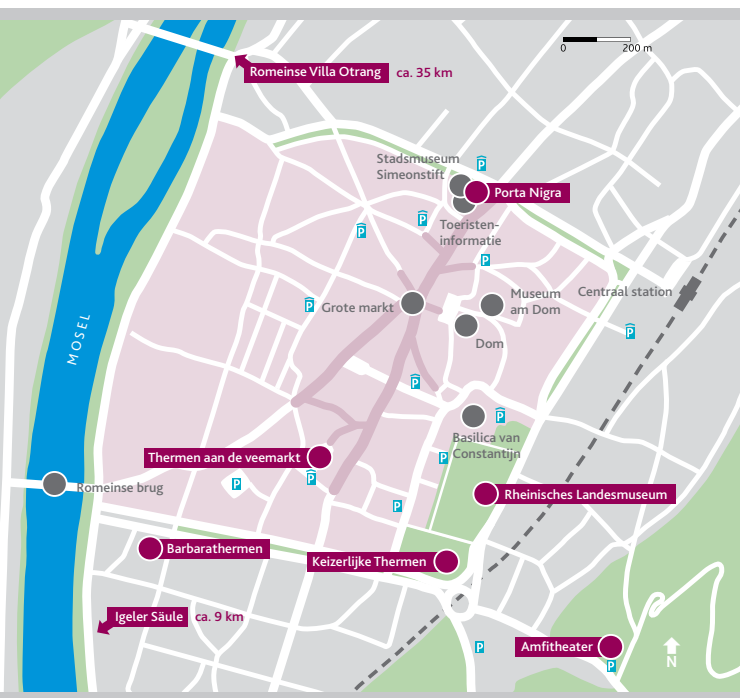 0 200 m
Romeinse Villa Otrang ca. 35 km
Stadsmuseum
Simeonstift
P
Porta Nigra
P
P
Toeristen-
informatie
P
Museum
am Dom
Centraal station
P
Grote markt
MOSEL
P
Dom
P
P
Basilica van
Constantijn
Thermen aan de veemarkt
P
P
P
Romeinse brug
Rheinisches Landesmuseum
P
Barbarathermen
Keizerlijke Thermen
Igeler Säule ca. 9 km
P
Amfitheater
P
N